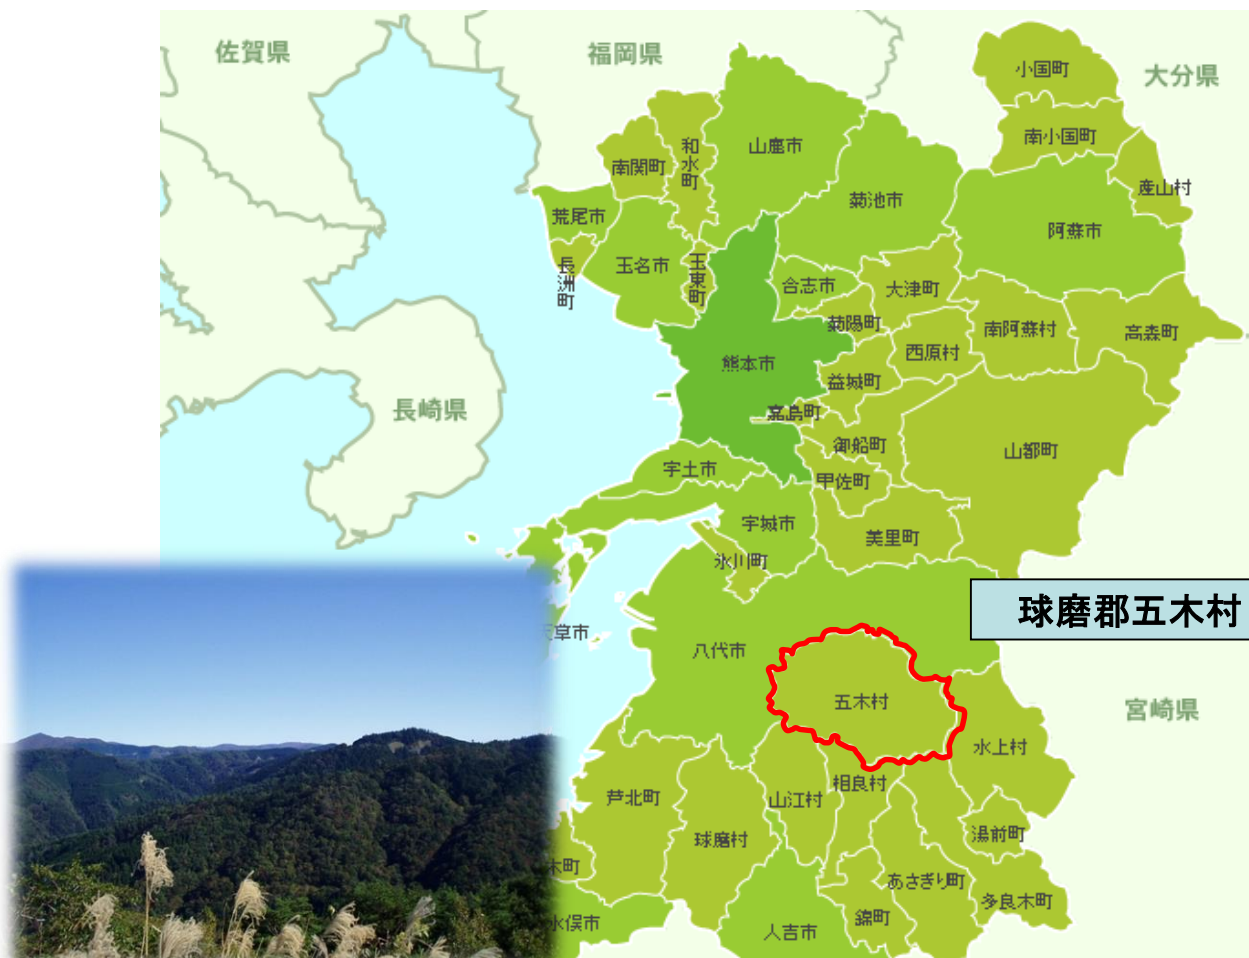 佐賀県
福岡県
大分県
小国町
南小国町
産山村
和水町
南関町
山鹿市
菊池市
阿蘇市
荒尾市
長洲町
玉名市
玉東町
合志市
大津町
菊陽町
南阿蘇村
高森町
西原村
熊本市
益城町
長崎県
嘉島町
御船町
山都町
宇土市
甲佐町
宇城市
美里町
氷川町
球磨郡五木村
草市
八代市
五木村
宮崎県
水上村
相良村
芦北町
山江村
球磨村
湯前町
木町
あさぎり町
多良木町
錦町
水俣市
人吉市